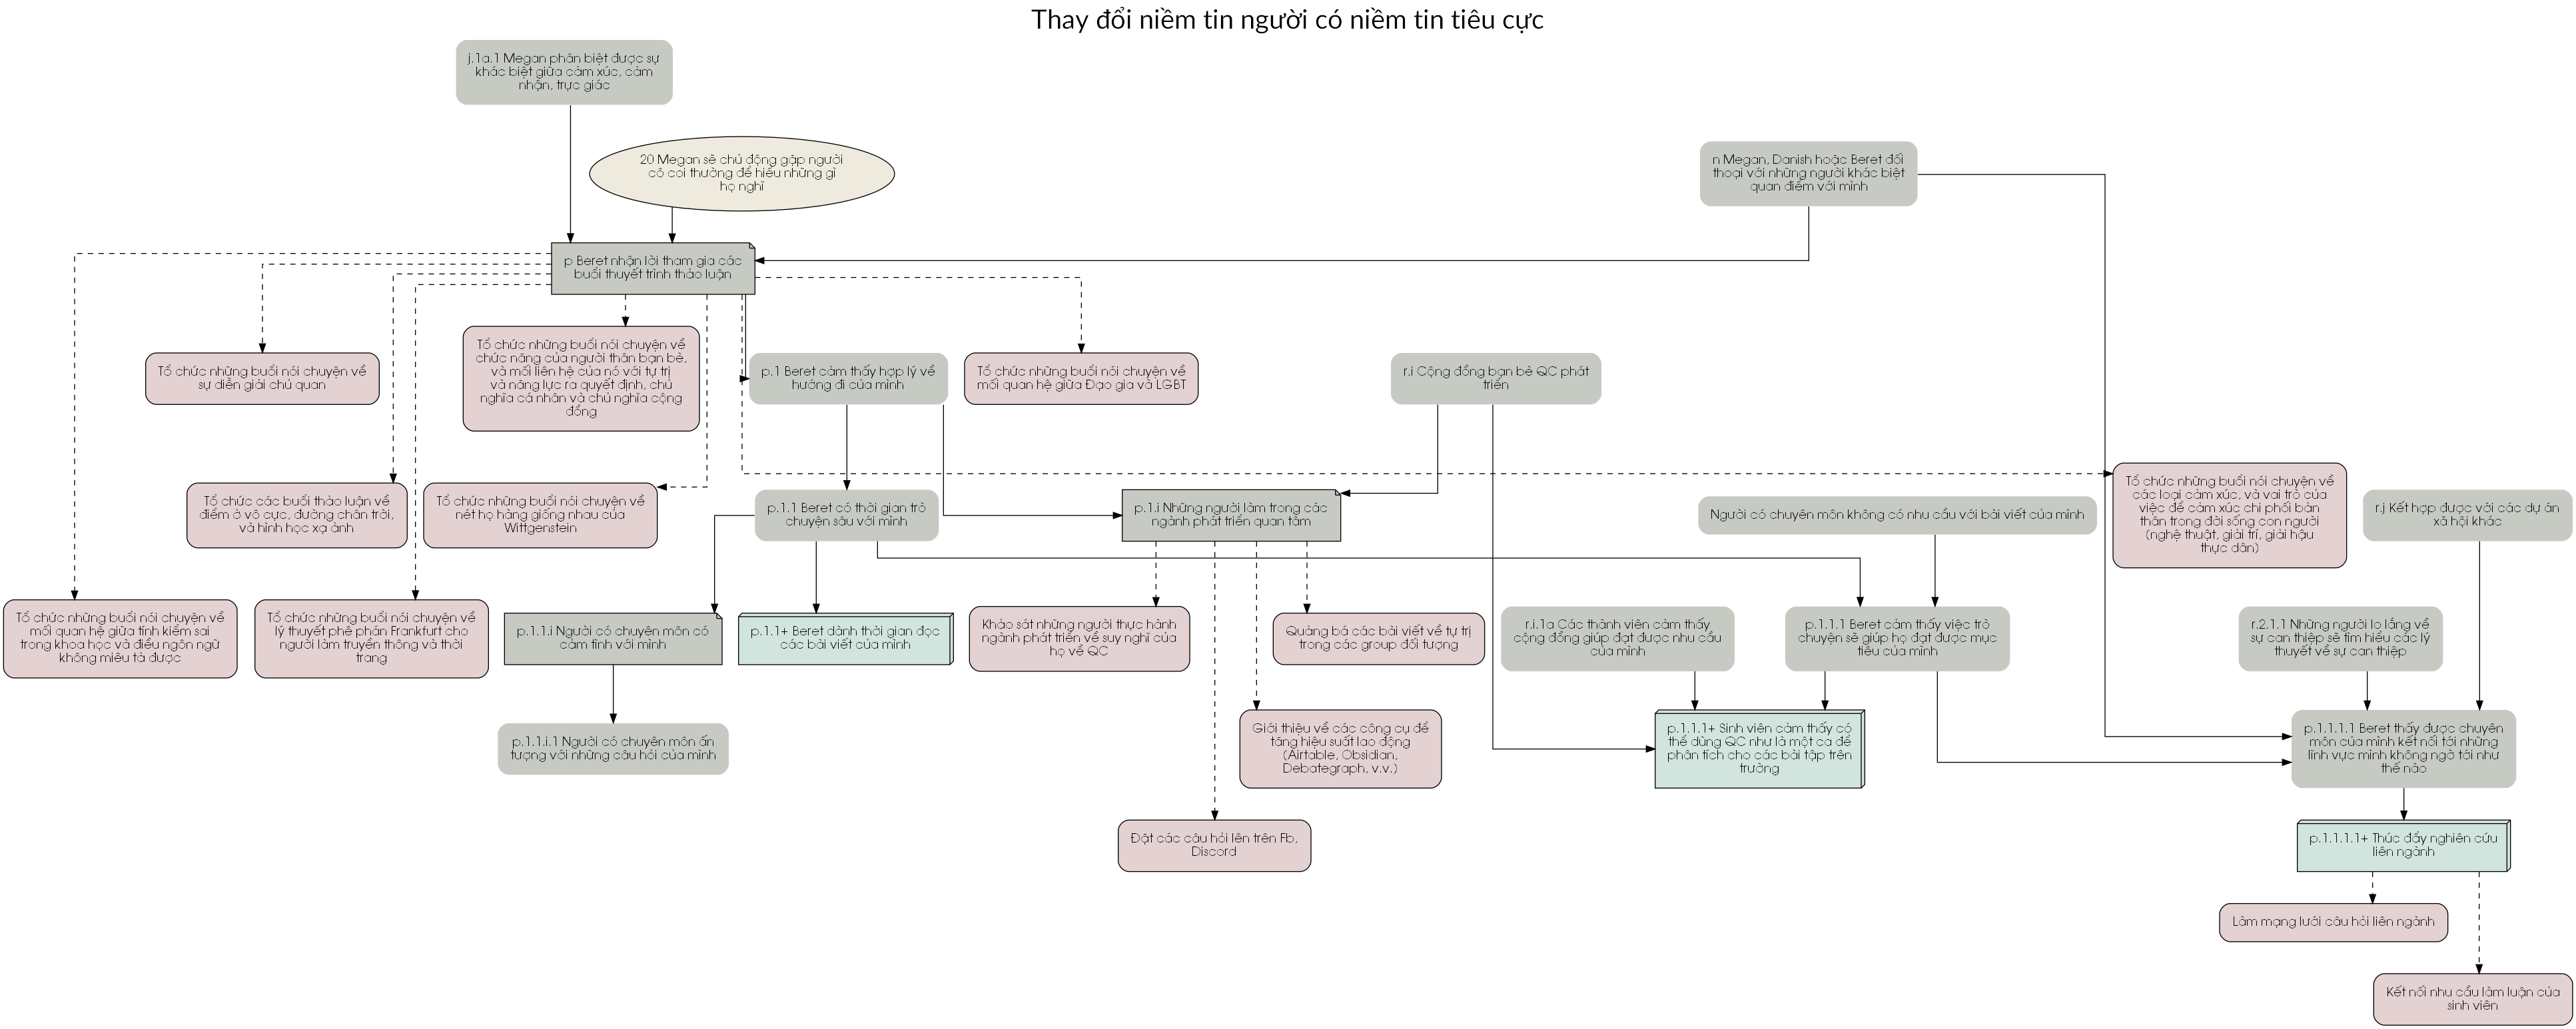 Thay đổi niềm tin người có niềm tin tiêu cực
j.1a.1 Megan phân biệt được sự
khác biệt giữa cảm xúc, cảm
nhận, trực giác
20 Megan sẽ chủ động gặp người
cô coi thường để hiểu những gì
họ nghĩ
n Megan, Danish hoặc Beret đối
thoại với những người khác biệt
quan điểm với mình
p Beret nhận lời tham gia các
buổi thuyết trình thảo luận
Tổ chức những buổi nói chuyện về
sự diễn giải chủ quan
Tổ chức những buổi nói chuyện về
chức năng của người thân bạn bè,
và mối liên hệ của nó với tự trị
và năng lực ra quyết định, chủ
nghĩa cá nhân và chủ nghĩa cộng
đồng
p.1 Beret cảm thấy hợp lý về
hướng đi của mình
Tổ chức những buổi nói chuyện về
mối quan hệ giữa Đạo gia và LGBT
r.i Cộng đồng bạn bè QC phát
triển
Tổ chức các buổi thảo luận về
điểm ở vô cực, đường chân trời,
và hình học xạ ảnh
Tổ chức những buổi nói chuyện về
nét họ hàng giống nhau của
Wittgenstein
p.1.1 Beret có thời gian trò
chuyện sâu với mình
p.1.i Những người làm trong các
ngành phát triển quan tâm
Người có chuyên môn không có nhu cầu với bài viết của mình
Tổ chức những buổi nói chuyện về
các loại cảm xúc, và vai trò của
việc để cảm xúc chi phối bản
thân trong đời sống con người
(nghệ thuật, giải trí, giải hậu
thực dân)
r.j Kết hợp được với các dự án
xã hội khác
Tổ chức những buổi nói chuyện về
mối quan hệ giữa tính kiểm sai
trong khoa học và điều ngôn ngữ
không miêu tả được
Tổ chức những buổi nói chuyện về
lý thuyết phê phán Frankfurt cho
người làm truyền thông và thời
trang
p.1.1.i Người có chuyên môn có
cảm tình với mình
p.1.1+ Beret dành thời gian đọc
các bài viết của mình
Khảo sát những người thực hành
ngành phát triển về suy nghĩ của
họ về QC
Quảng bá các bài viết về tự trị
trong các group đối tượng
r.i.1a Các thành viên cảm thấy
cộng đồng giúp đạt được nhu cầu
của mình
p.1.1.1 Beret cảm thấy việc trò
chuyện sẽ giúp họ đạt được mục
tiêu của mình
r.2.1.1 Những người lo lắng về
sự can thiệp sẽ tìm hiểu các lý
thuyết về sự can thiệp
p.1.1.i.1 Người có chuyên môn ấn
tượng với những câu hỏi của mình
Giới thiệu về các công cụ để
tăng hiệu suất lao động
(Airtable, Obsidian,
Debategraph, v.v.)
p.1.1.1+ Sinh viên cảm thấy có
thể dùng QC như là một ca để
phân tích cho các bài tập trên
trường
p.1.1.1.1 Beret thấy được chuyên
môn của mình kết nối tới những
lĩnh vực mình không ngờ tới như
thế nào
Đặt các câu hỏi lên trên Fb,
Discord
p.1.1.1.1+ Thúc đẩy nghiên cứu
liên ngành
Làm mạng lưới câu hỏi liên ngành
Kết nối nhu cầu làm luận của
sinh viên